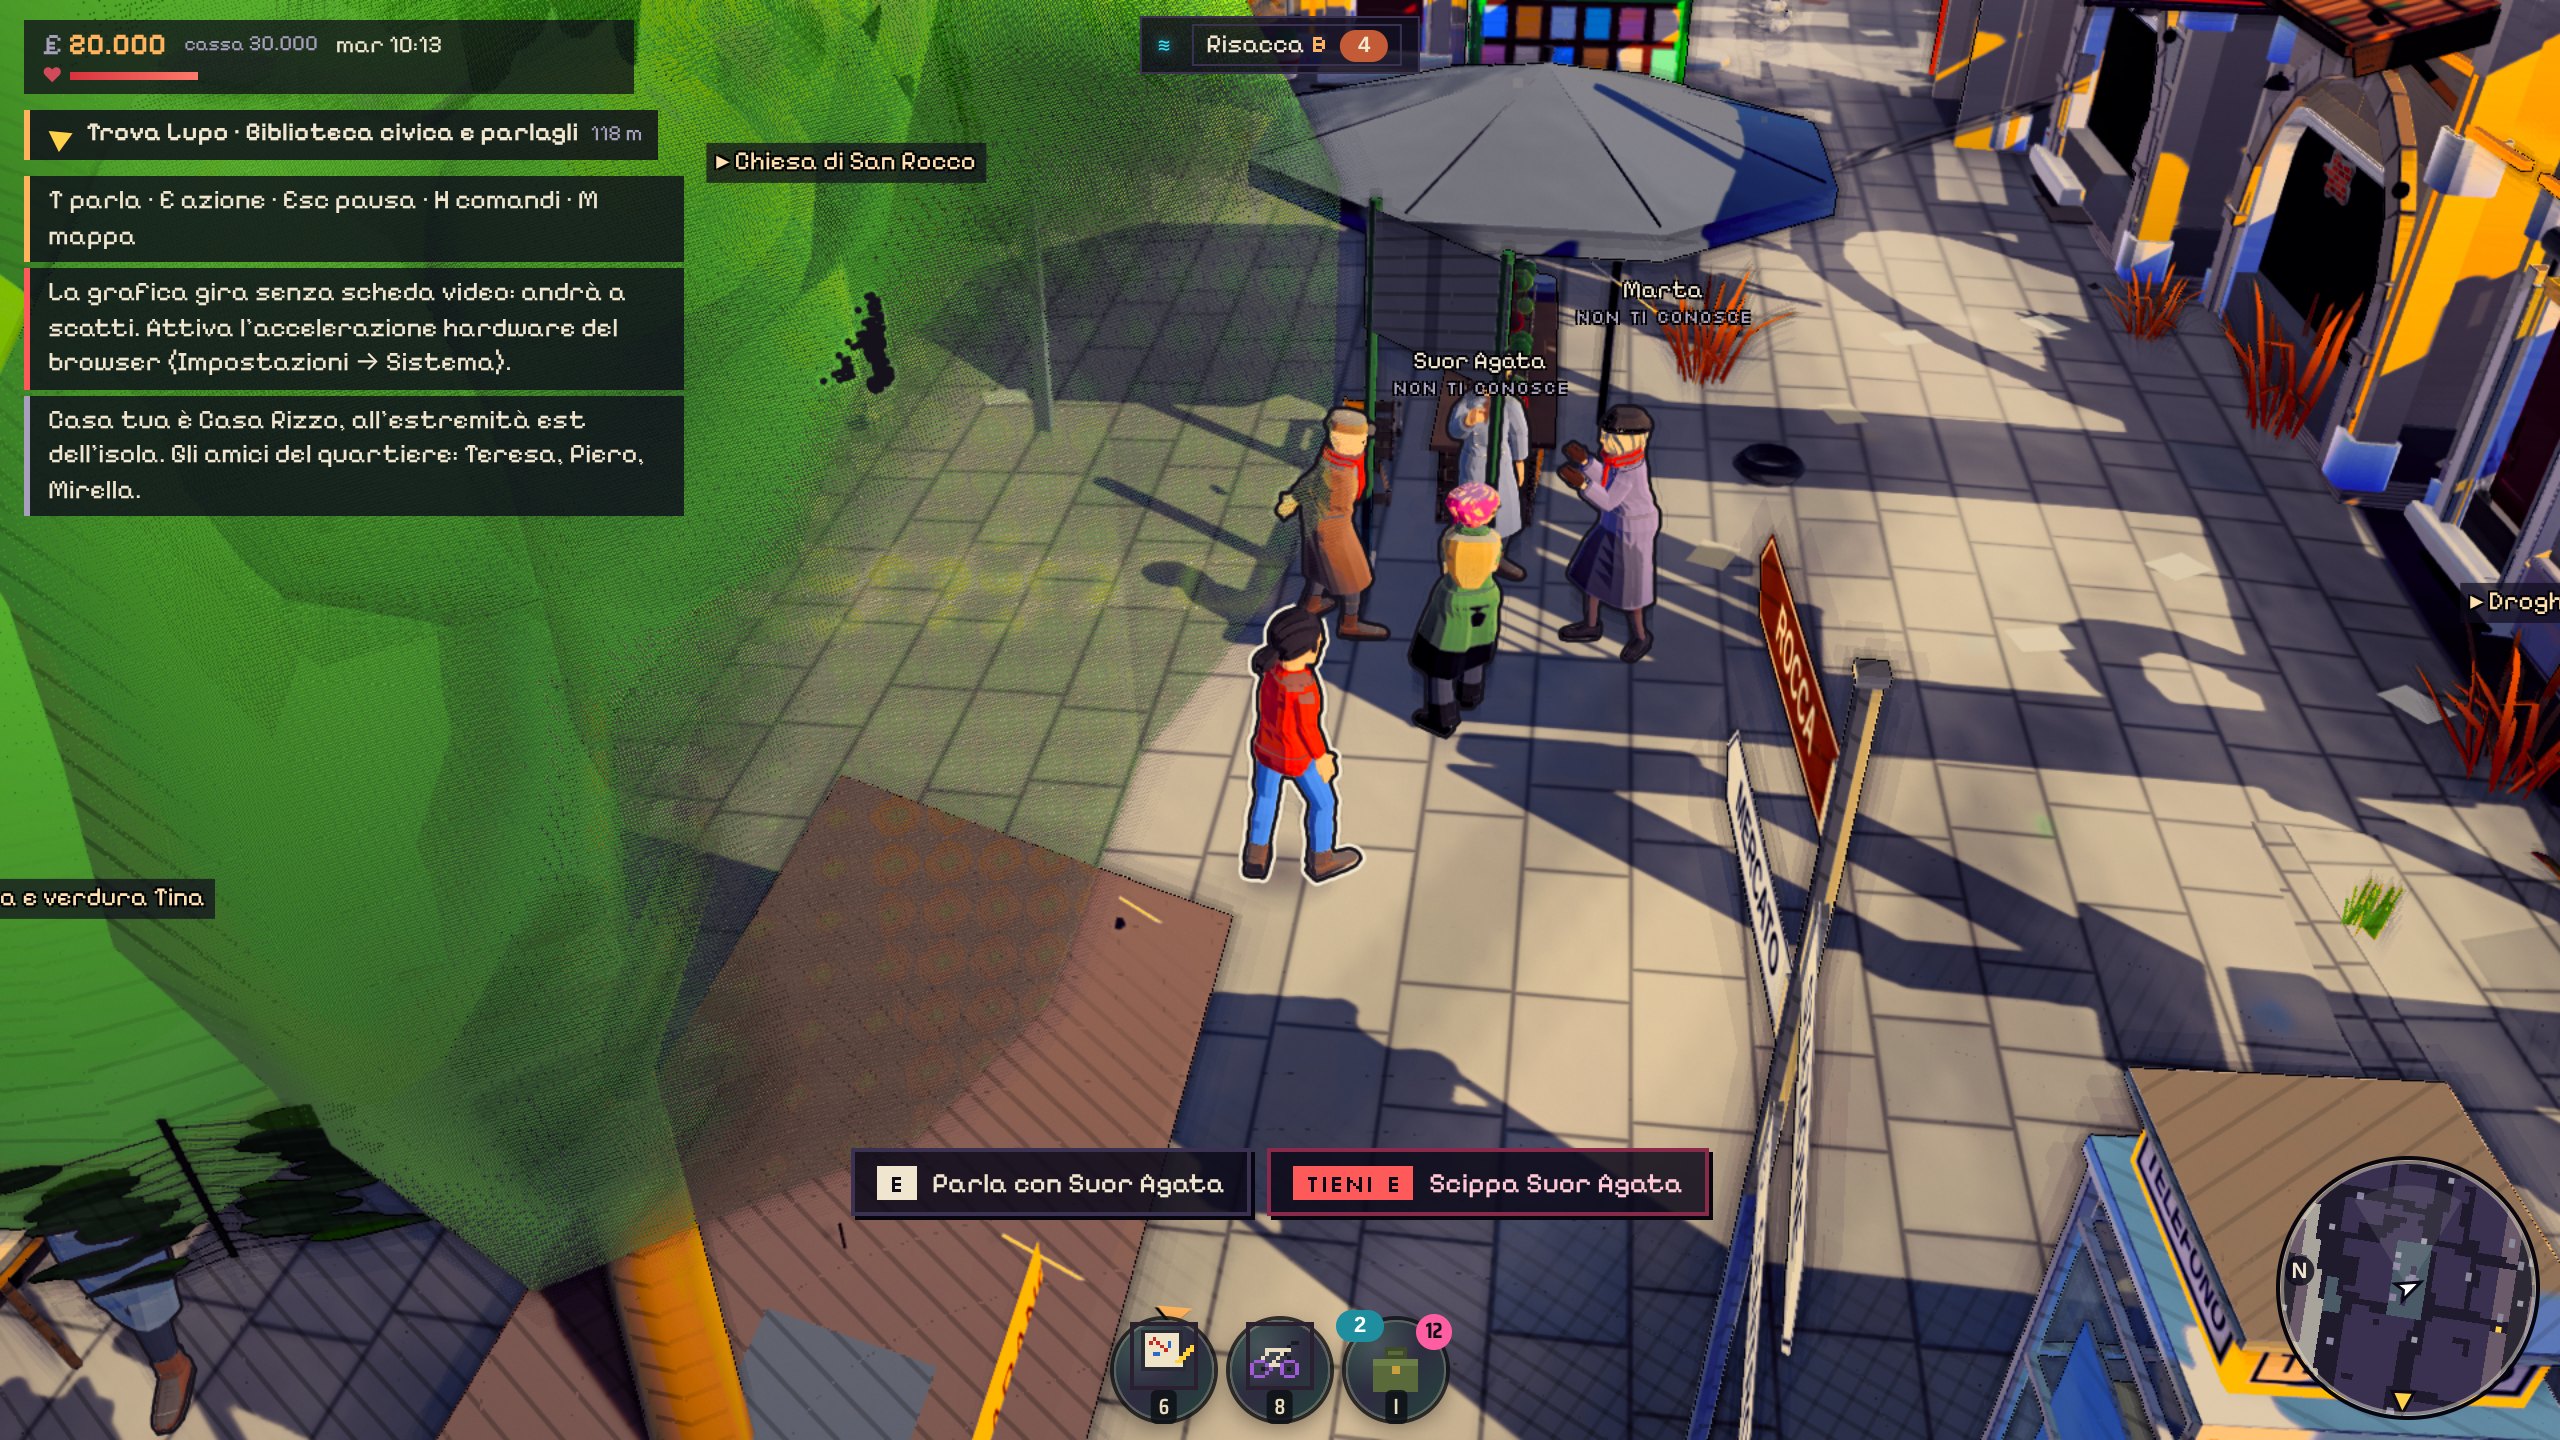 £ 80.000 cassa 30.000 mar 10:13
Risacca B 4
Trova Lupo · Biblioteca civica e parlagli 118 m
▸ Chiesa di San Rocco
T parla · E azione · Esc pausa · H comandi · M
mappa
La grafica gira senza scheda video: andrà a
scatti. Attiva l'accelerazione hardware del
browser (Impostazioni → Sistema).
Casa tua è Casa Rizzo, all'estremità est
dell'isola. Gli amici del quartiere: Teresa, Piero,
Mirella.
Marta
NON TI CONOSCE
Suor Agata
NON TI CONOSCE
▸ Drogh
ROCCA
MERCATO
a e verdura Tina
E Parla con Suor Agata
TIENI E Scippa Suor Agata
TELEFONO
N
2 12
6 8 I